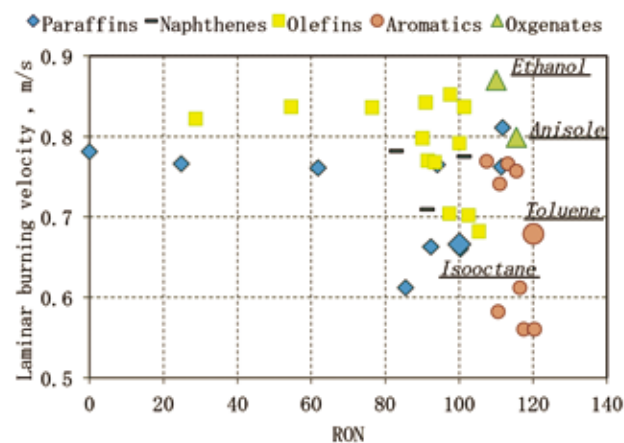 Paraffins Naphthenes Olefins Aromatics Oxgenates
Laminar burning velocity , m/s
0.9
0.8
0.7
0.6
0.5
Ethanol
Anisole
Toluene
Isooctane
0 20 40 60 80 100 120 140
RON